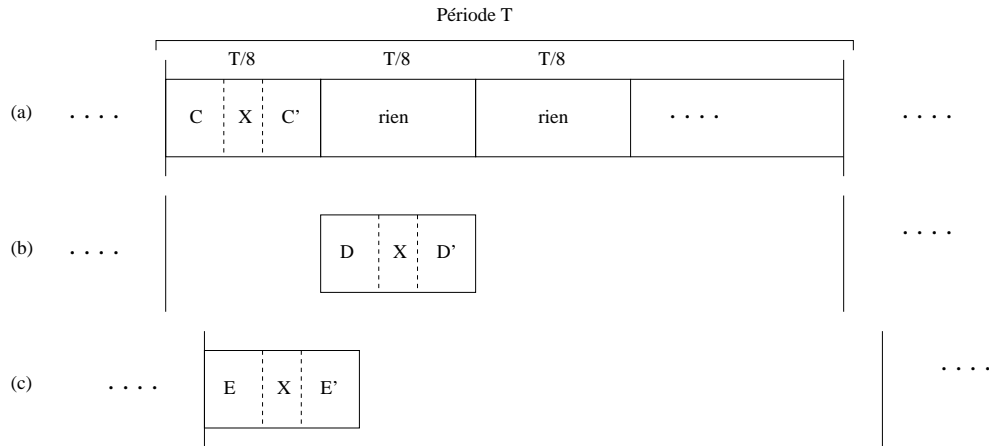 Période T
T/8 T/8 T/8
(a) . . . . C X C' rien rien . . . . . . . .
(b) . . . . D X D' . . . .
(c) . . . . E X E' . . . .